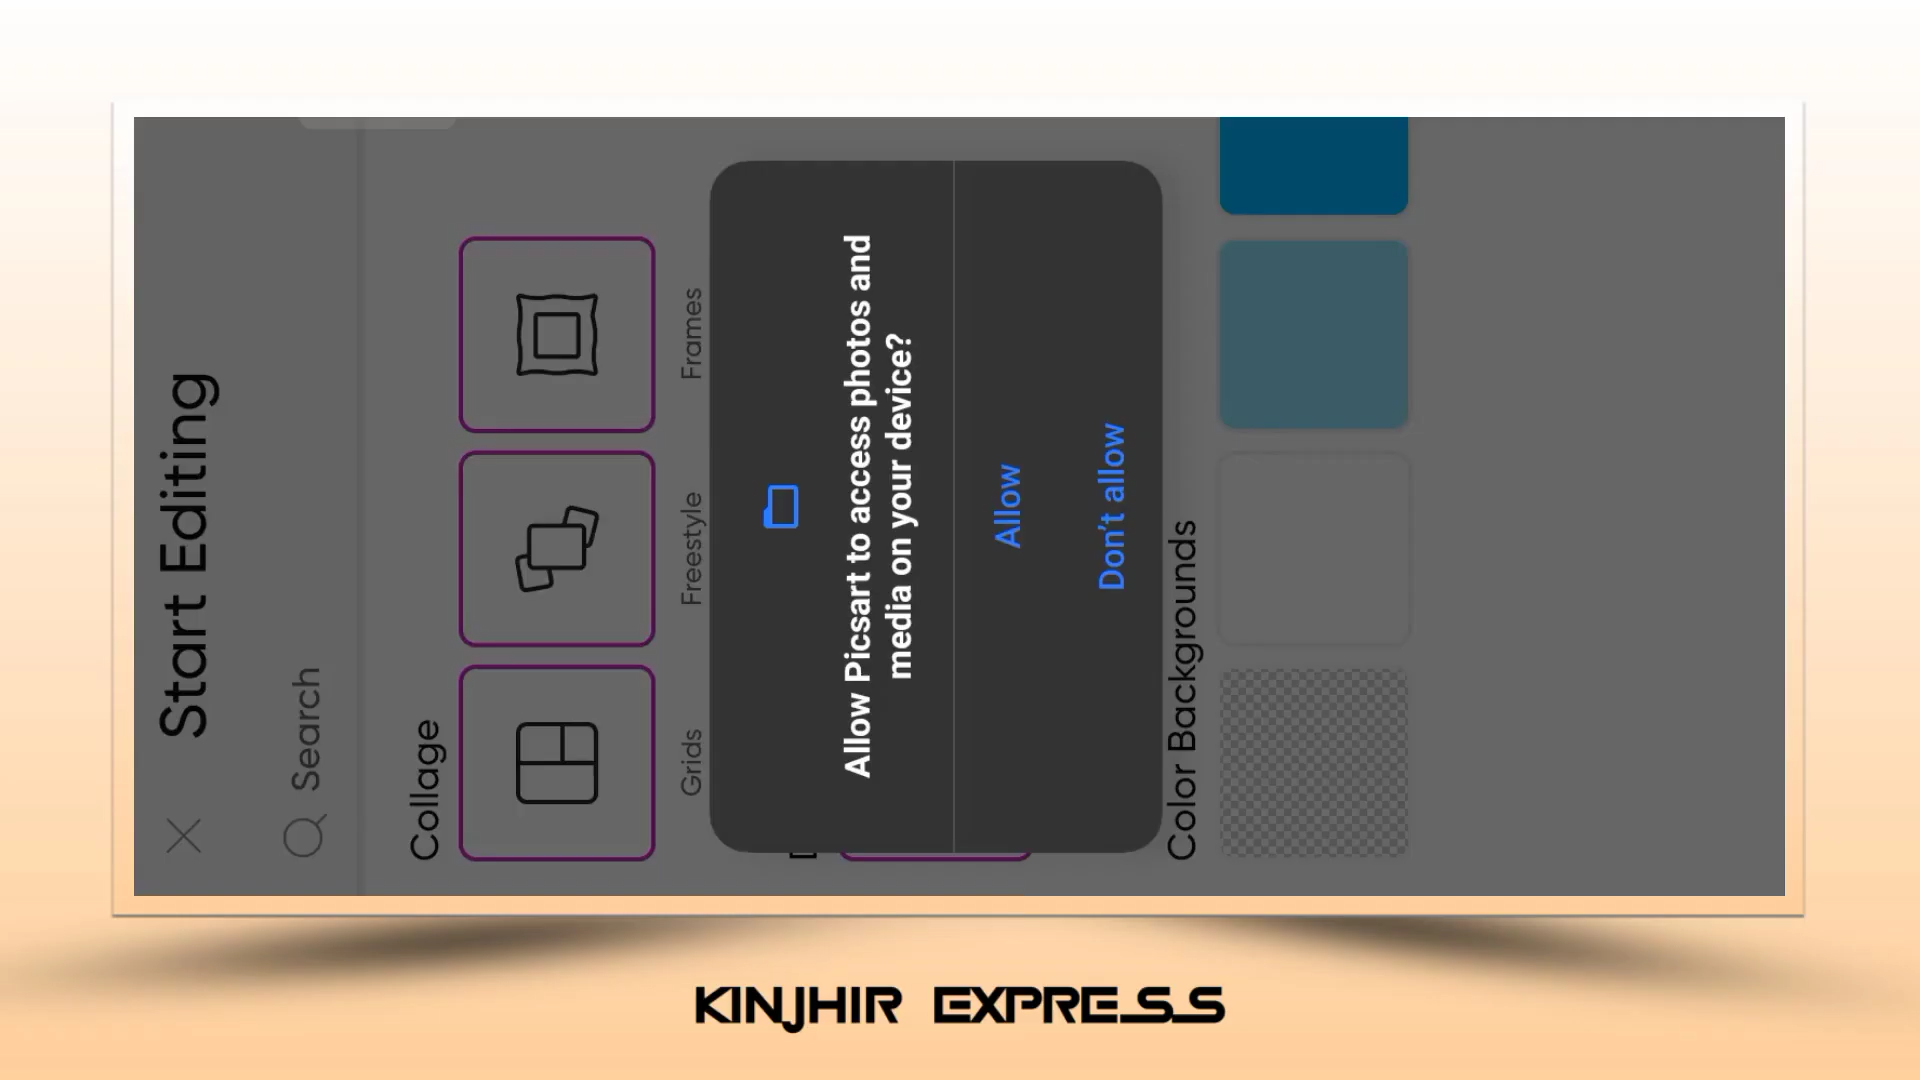 Start Editing
Search
Collage
Grids
Freestyle
Frames
Allow Picsart to access photos and
media on your device?
Allow
Don't allow
Color Backgrounds
KINJHIR EXPRESS